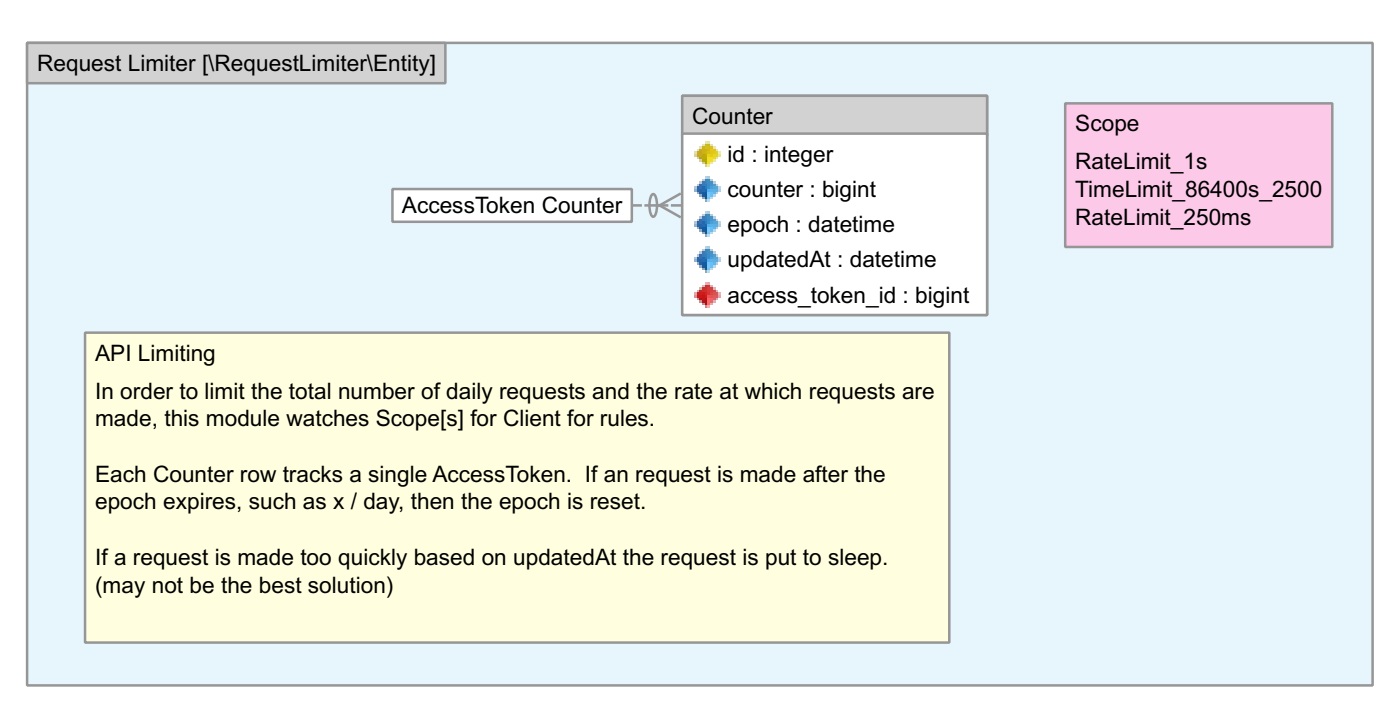 Request Limiter [\RequestLimiter\Entity]
Counter
id : integer
counter : bigint
epoch : datetime
updatedAt : datetime
access_token_id : bigint
AccessToken Counter
Scope
RateLimit_1s
TimeLimit_86400s_2500
RateLimit_250ms
API Limiting
In order to limit the total number of daily requests and the rate at which requests are
made, this module watches Scope[s] for Client for rules.
Each Counter row tracks a single AccessToken.  If an request is made after the
epoch expires, such as x / day, then the epoch is reset.
If a request is made too quickly based on updatedAt the request is put to sleep.
(may not be the best solution)